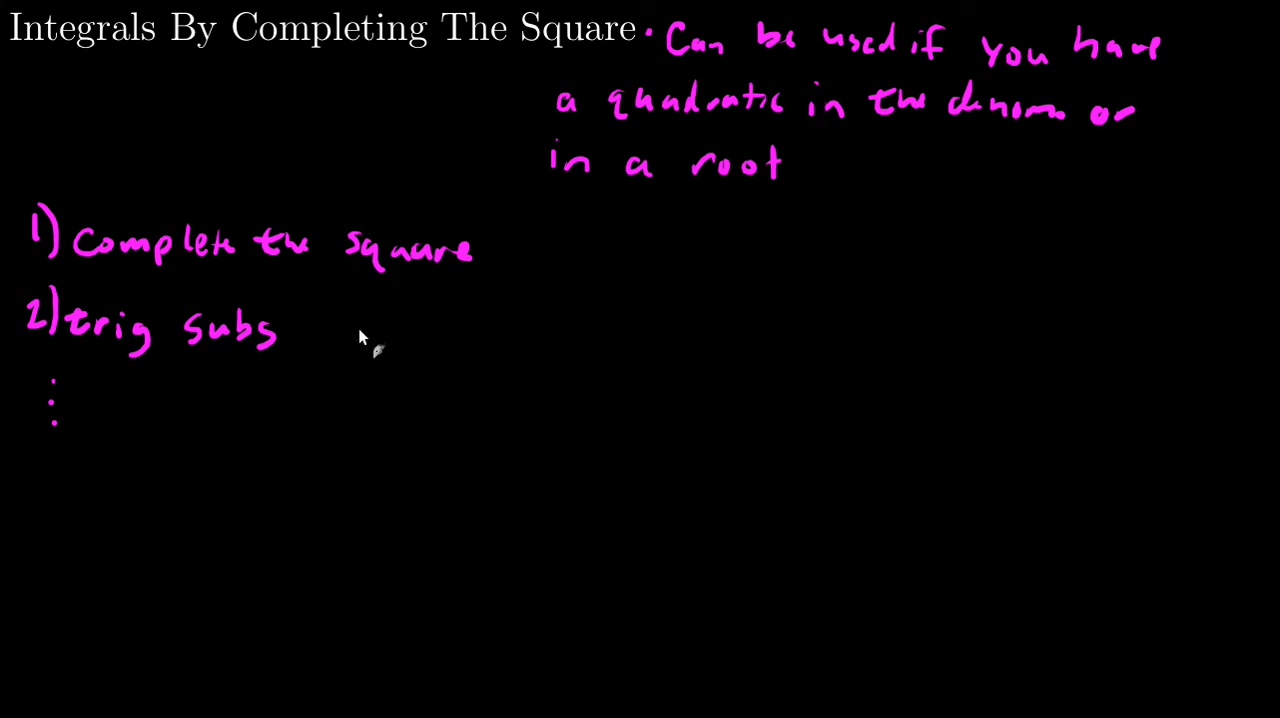 Integrals By Completing The Square
· Can be used if you have
a quadratic in the denom or
in a root
1) Complete the square
2) trig subs
⋮